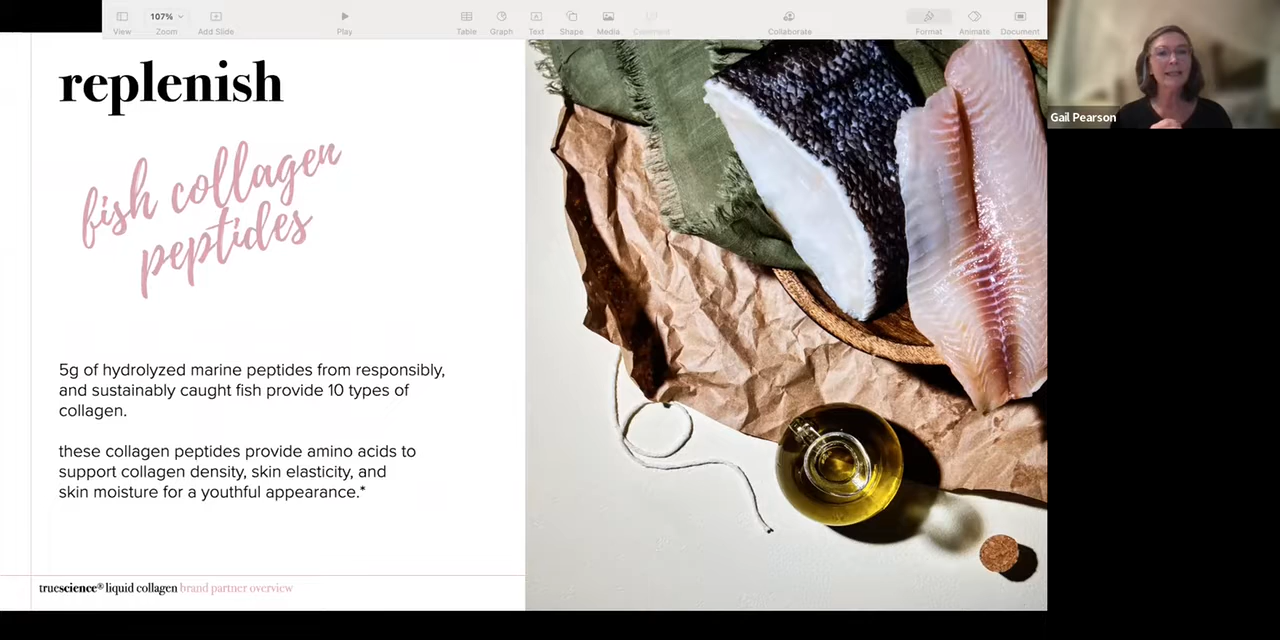 107%
View
Zoom
Add Slide
Play
Table
Graph
Text
Shape
Media
Comment
Collaborate
Format
Animate
Document
replenish
Gail Pearson
fish collagen
peptides
5g of hydrolyzed marine peptides from responsibly,
and sustainably caught fish provide 10 types of
collagen.
these collagen peptides provide amino acids to
support collagen density, skin elasticity, and
skin moisture for a youthful appearance.*
truescience® liquid collagen brand partner overview